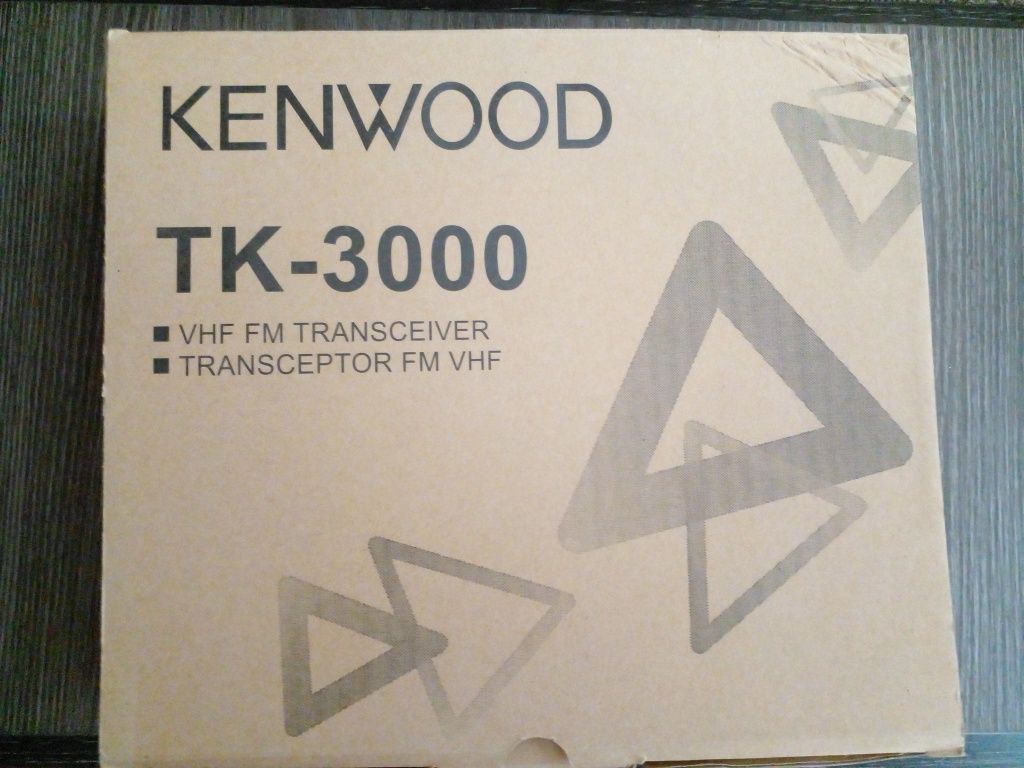 KENWOOD
TK-3000
VHF FM TRANSCEIVER
TRANSCEPTOR FM VHF